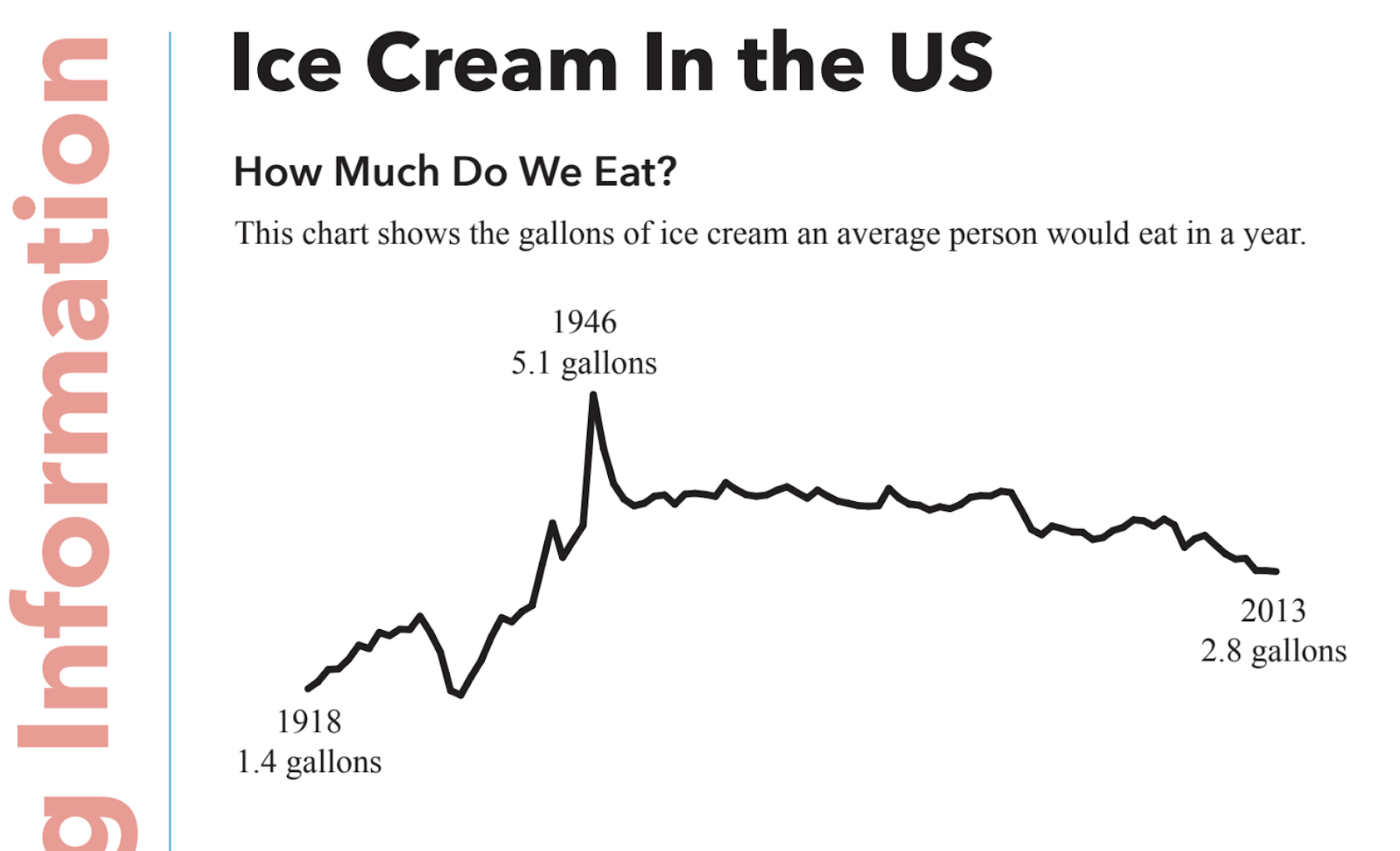 g Information
Ice Cream In the US
How Much Do We Eat?
This chart shows the gallons of ice cream an average person would eat in a year.
1946
5.1 gallons
2013
2.8 gallons
1918
1.4 gallons